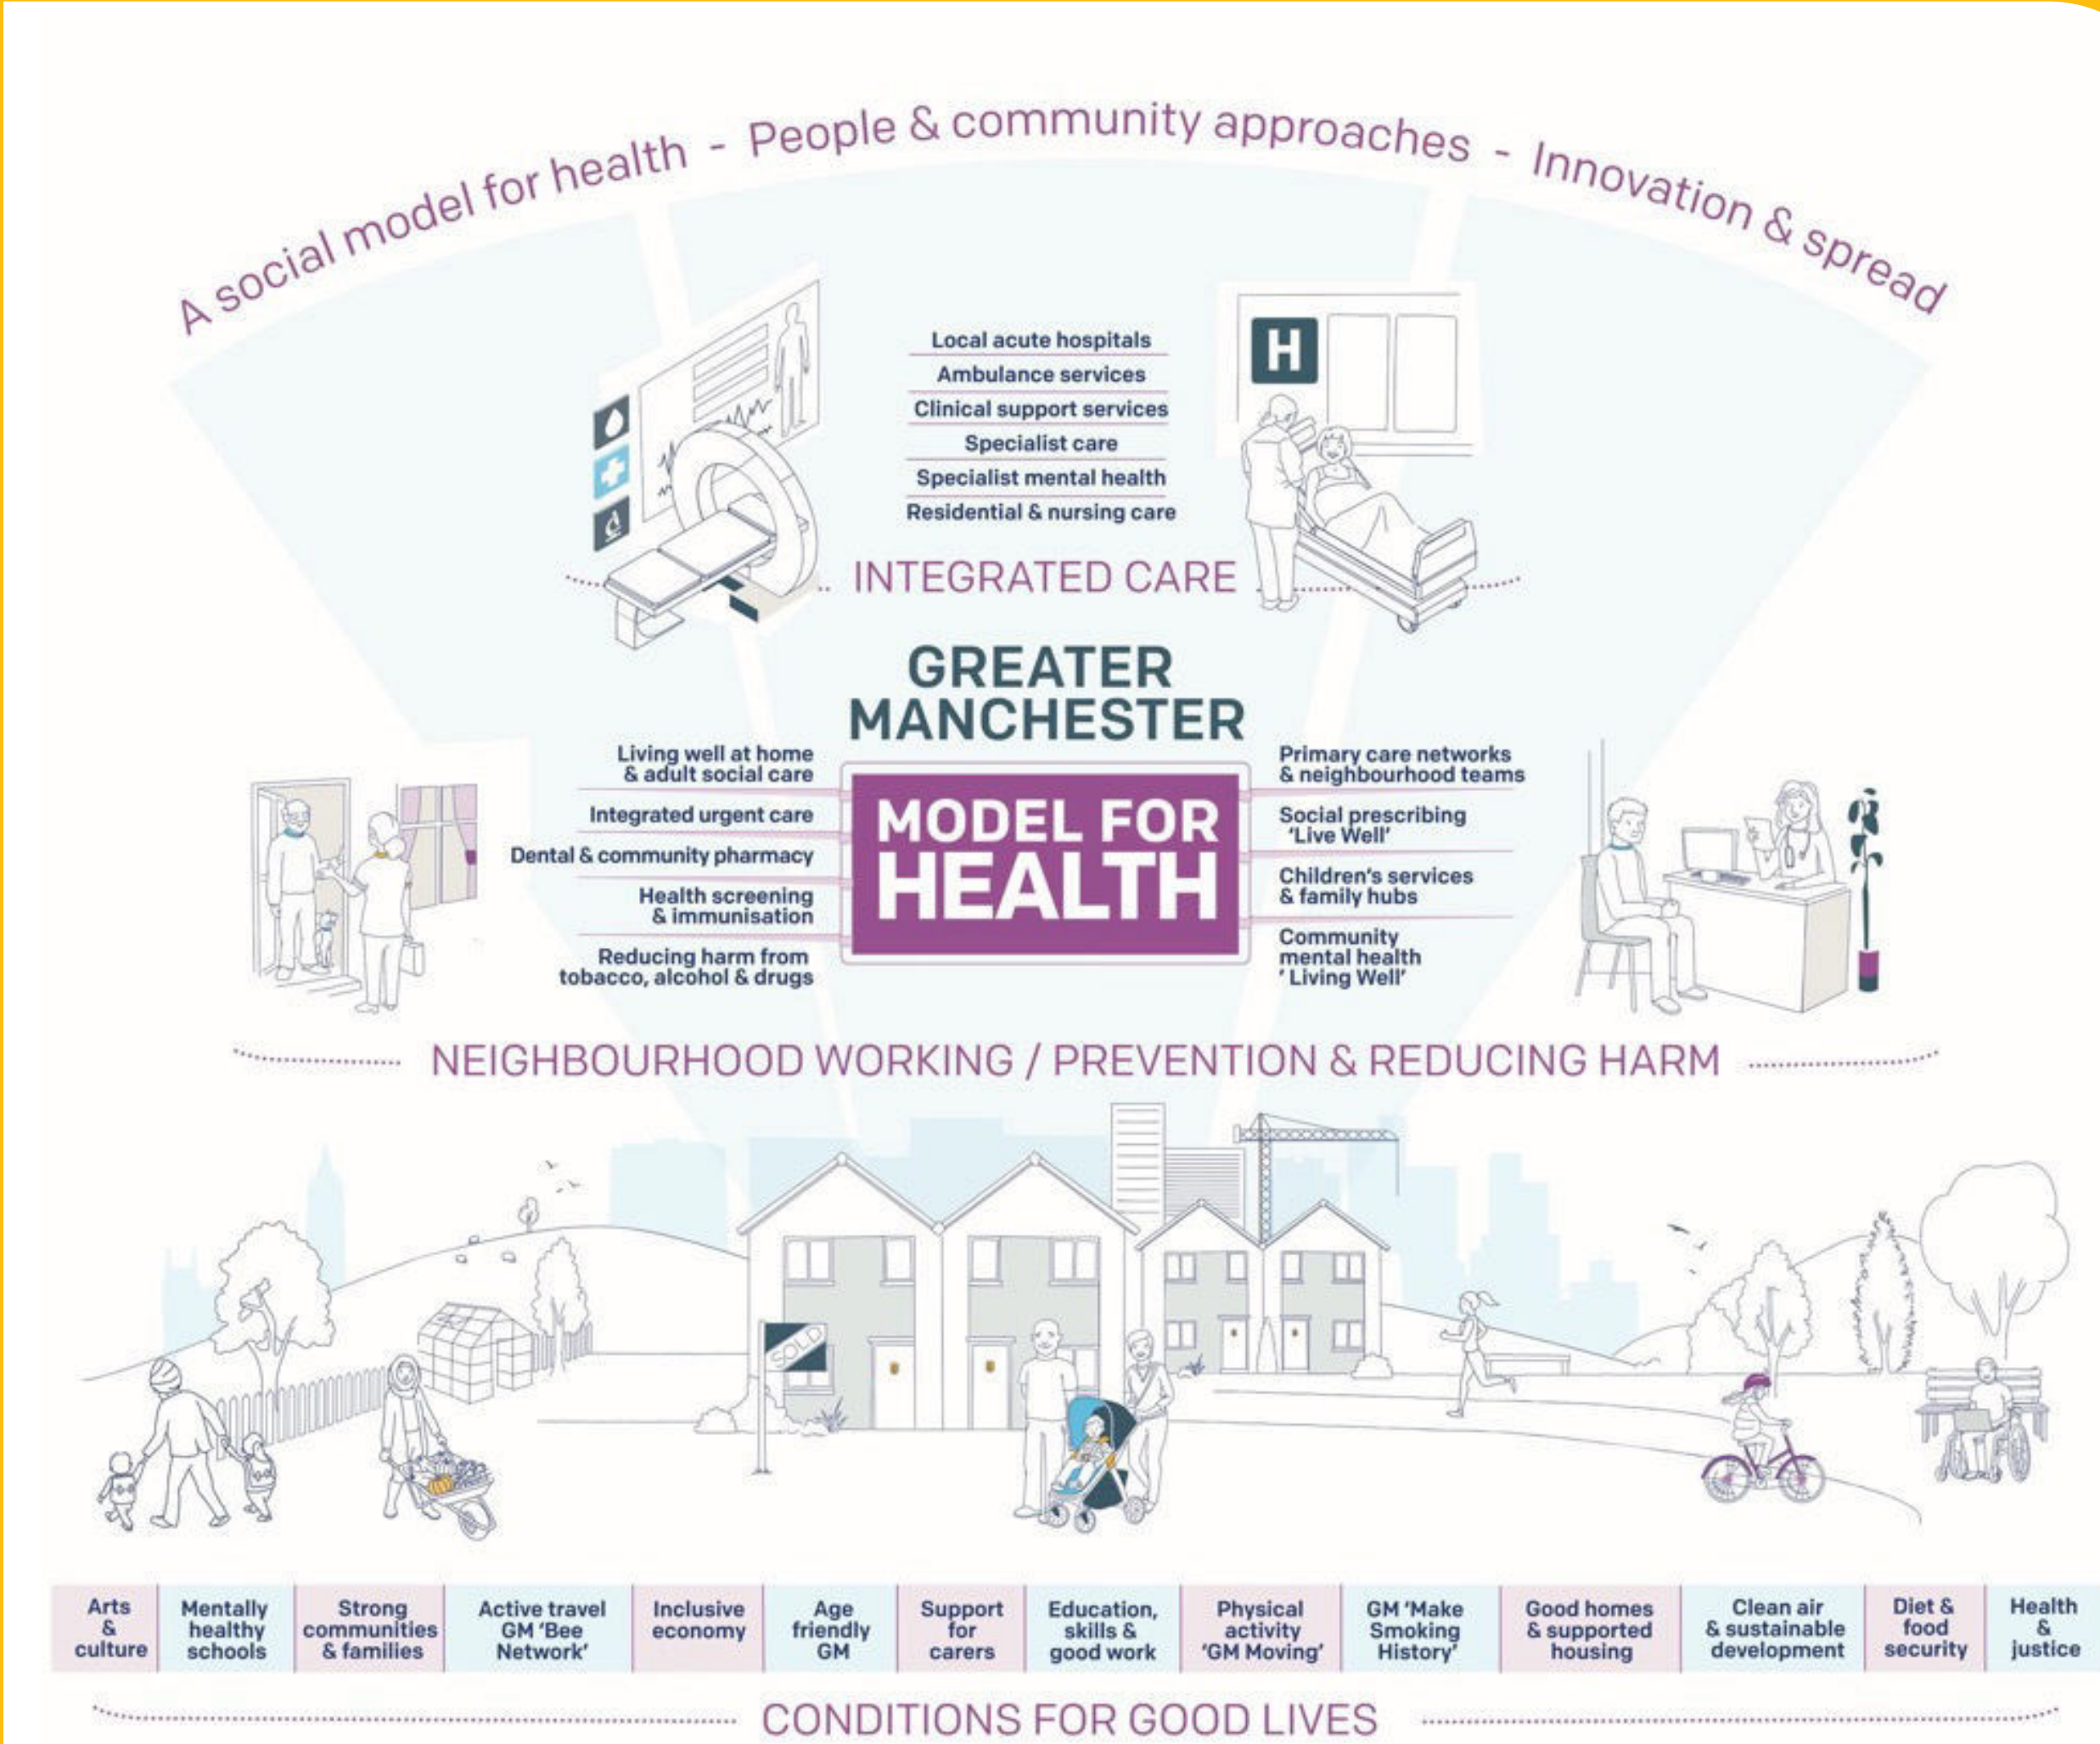 A social model for health - People & community approaches - Innovation & spread
Local acute hospitals
Ambulance services
Clinical support services
Specialist care
Specialist mental health
Residential & nursing care
H
INTEGRATED CARE
GREATER
MANCHESTER
MODEL FOR
HEALTH
Living well at home
& adult social care
Integrated urgent care
Dental & community pharmacy
Health screening
& immunisation
Reducing harm from
tobacco, alcohol & drugs
Primary care networks
& neighbourhood teams
Social prescribing
'Live Well'
Children's services
& family hubs
Community
mental health
' Living Well'
NEIGHBOURHOOD WORKING / PREVENTION & REDUCING HARM
SOLD
Arts
&
culture
Mentally
healthy
schools
Strong
communities
& families
Active travel
GM 'Bee
Network'
Inclusive
economy
Age
friendly
GM
Support
for
carers
Education,
skills &
good work
Physical
activity
'GM Moving'
GM 'Make
Smoking
History'
Good homes
& supported
housing
Clean air
& sustainable
development
Diet &
food
security
Health
&
justice
CONDITIONS FOR GOOD LIVES